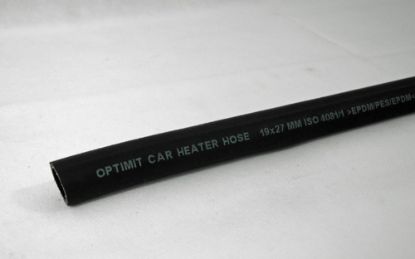 OPTIMIT CAR HEATER HOSE 19x27 MM ISO 4081/1 >EPDM/PES/EPDM<